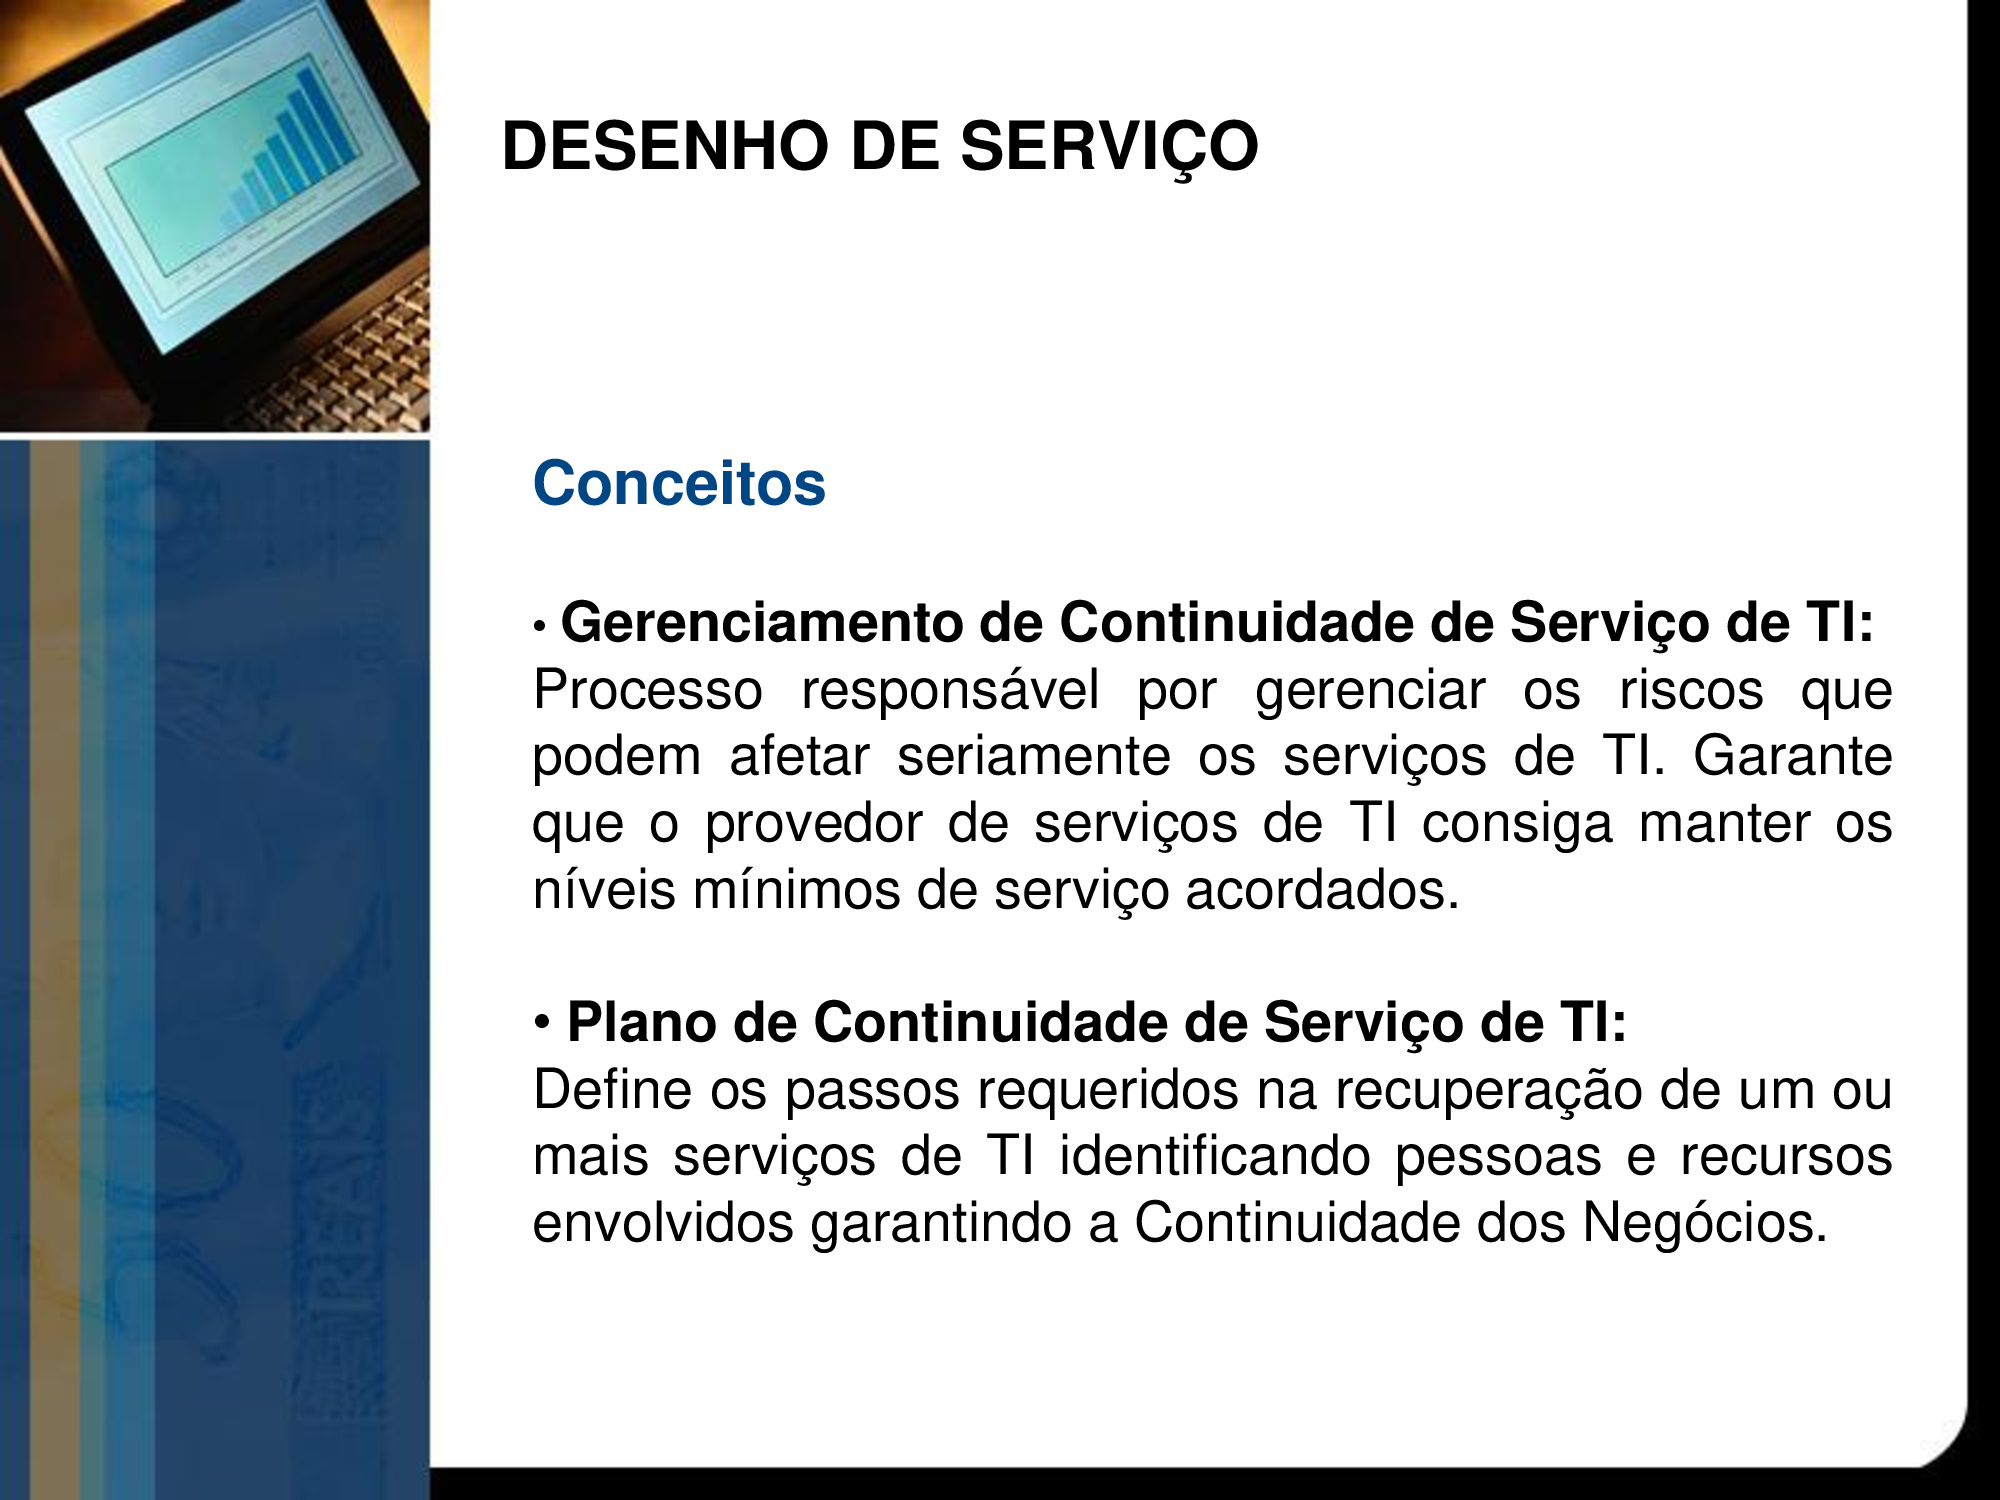 DESENHO DE SERVIÇO
Conceitos
• Gerenciamento de Continuidade de Serviço de TI:
Processo responsável por gerenciar os riscos que
podem afetar seriamente os serviços de TI. Garante
que o provedor de serviços de TI consiga manter os
níveis mínimos de serviço acordados.
• Plano de Continuidade de Serviço de TI:
Define os passos requeridos na recuperação de um ou
mais serviços de TI identificando pessoas e recursos
envolvidos garantindo a Continuidade dos Negócios.
REAIS